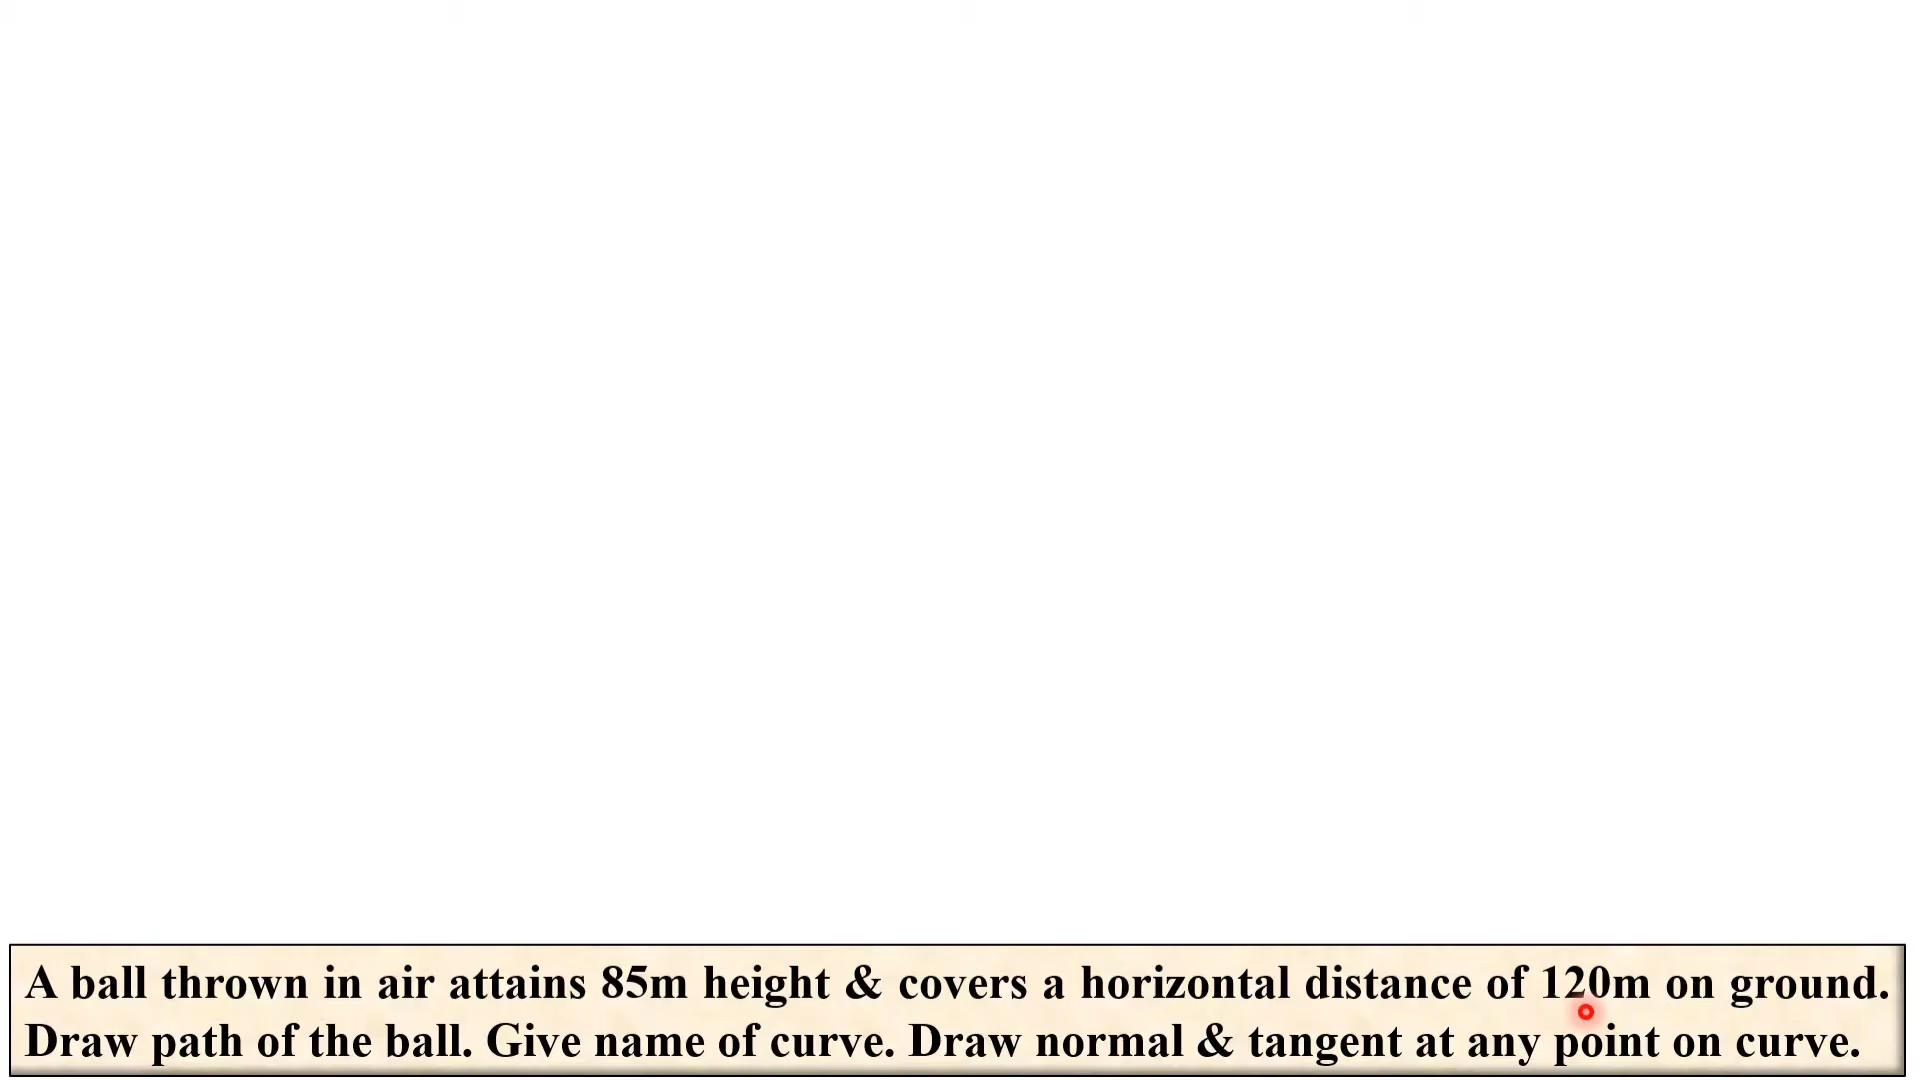 A ball thrown in air attains 85m height & covers a horizontal distance of 120m on ground.
Draw path of the ball. Give name of curve. Draw normal & tangent at any point on curve.